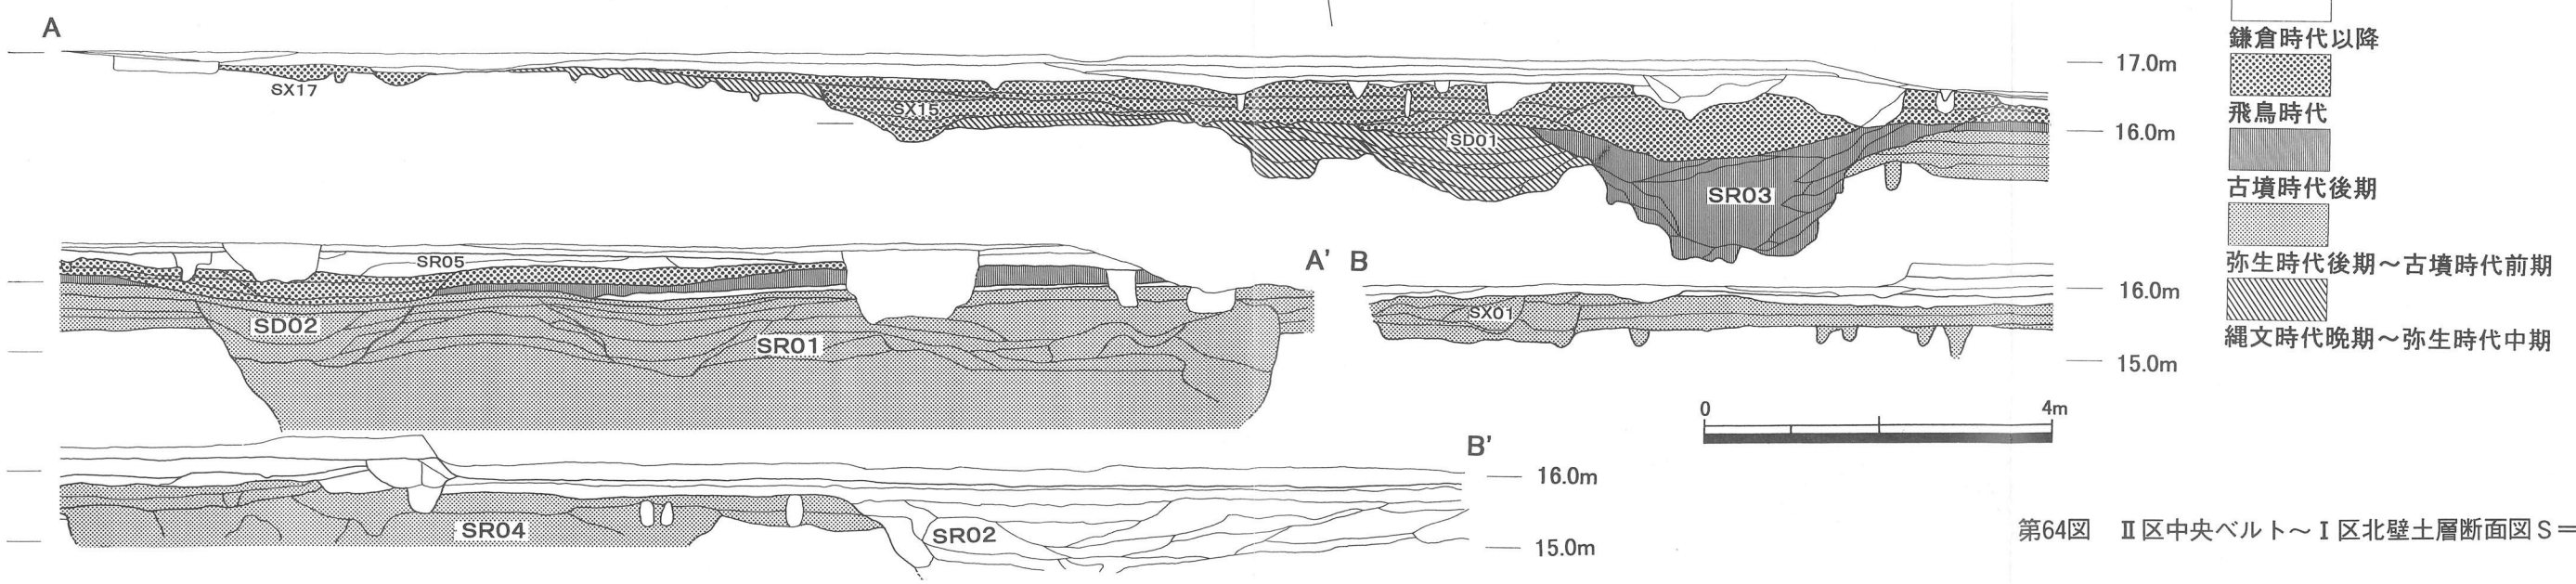 A
SX17
SX15
SD01
SR03
17.0m
16.0m
鎌倉時代以降
飛鳥時代
古墳時代後期
弥生時代後期～古墳時代前期
縄文時代晩期～弥生時代中期
SR05
SD02
SR01
A' B
SX01
16.0m
15.0m
0 4m
B'
SR04
SR02
16.0m
15.0m
第64図 Ⅱ区中央ベルト～Ⅰ区北壁土層断面図S＝